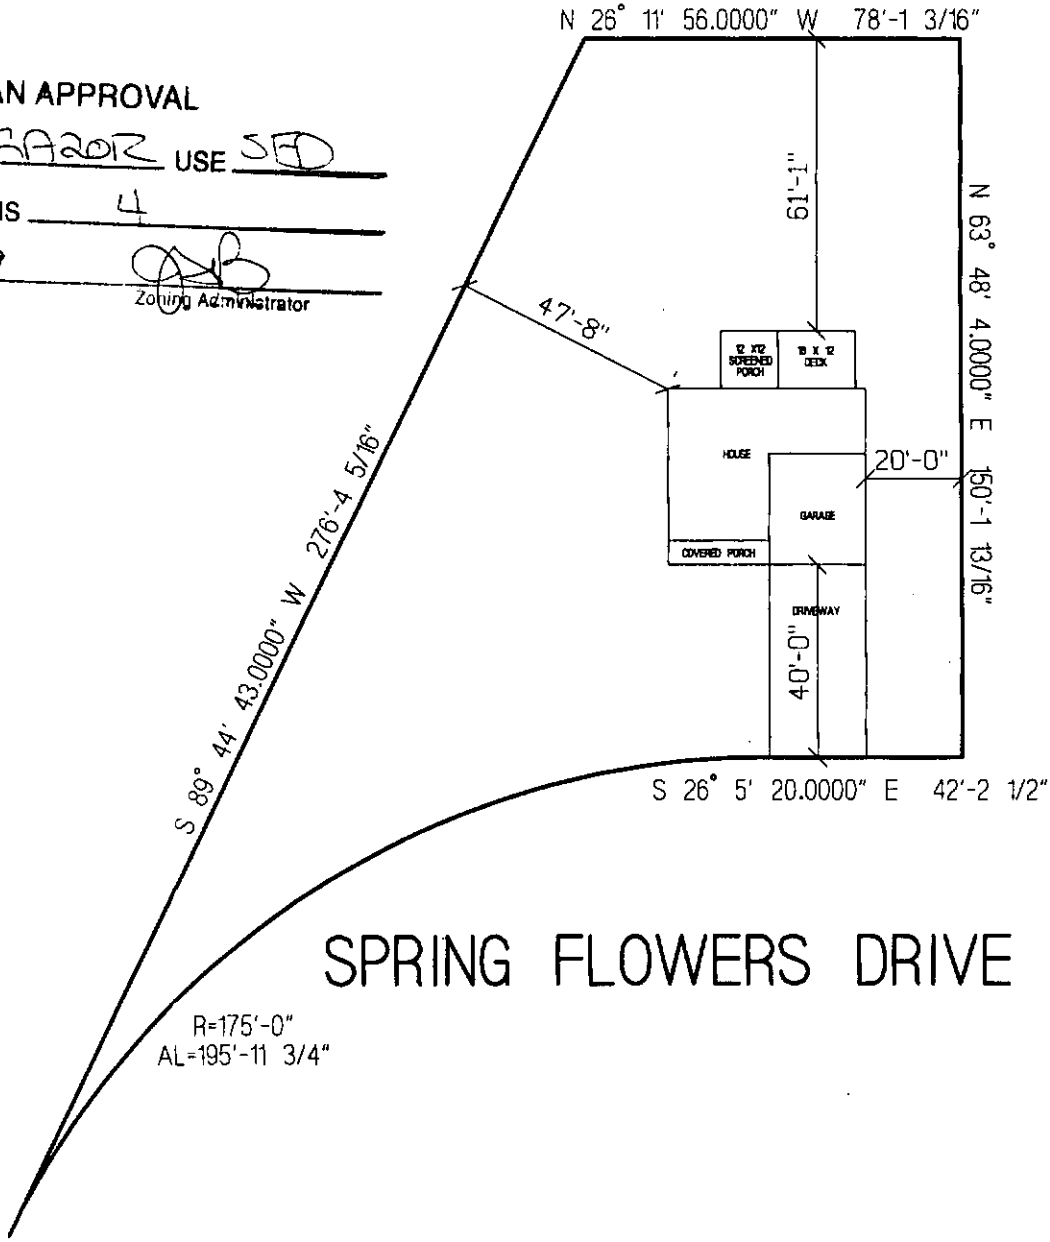 N 26° 11' 56.0000" W 78'-1 3/16"
AN APPROVAL
RA20R USE SFD
IS 4
Zoning Administrator
61'-1"
N 63° 48' 4.0000" E 150'-1 13/16"
47'-8"
12 X12
SCREENED
PORCH
DECK
HOUSE
20'-0"
S 89° 44' 43.0000" W 276'-4 5/16"
GARAGE
COVERED PORCH
DRIVEWAY
40'-0"
S 26° 5' 20.0000" E 42'-2 1/2"
SPRING FLOWERS DRIVE
R=175'-0"
AL=195'-11 3/4"